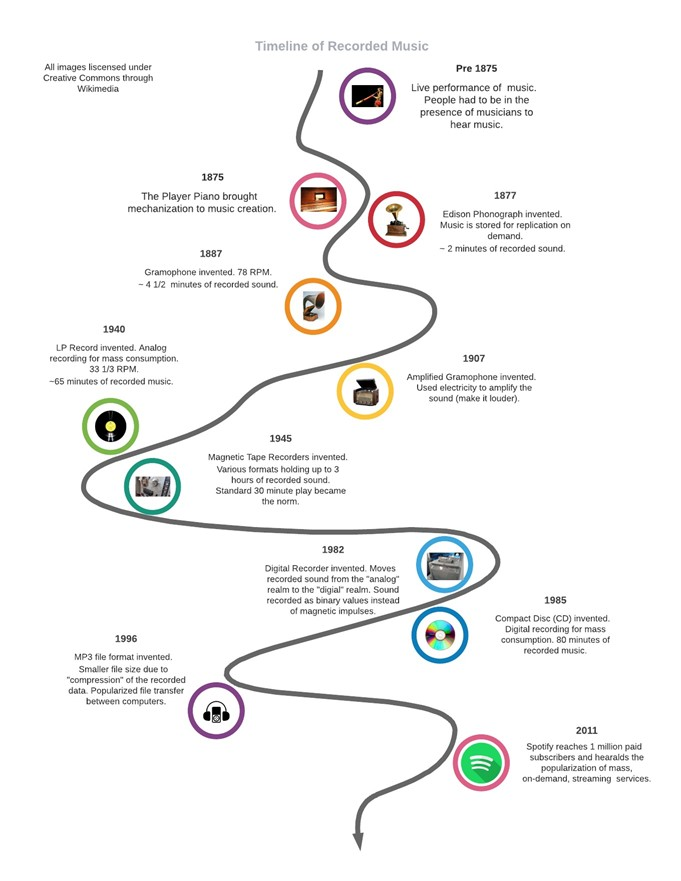 Timeline of Recorded Music
All images liscensed under
Creative Commons through
Wikimedia
Pre 1875
Live performance of music.
People had to be in the
presence of musicians to
hear music.
1875
The Player Piano brought
mechanization to music creation.
1877
Edison Phonograph invented.
Music is stored for replication on
demand.
~ 2 minutes of recorded sound.
1887
Gramophone invented. 78 RPM.
~ 4 1/2 minutes of recorded sound.
1907
Amplified Gramophone invented.
Used electricity to amplify the
sound (make it louder).
1940
LP Record invented. Analog
recording for mass consumption.
33 1/3 RPM.
~65 minutes of recorded music.
1945
Magnetic Tape Recorders invented.
Various formats holding up to 3
hours of recorded sound.
Standard 30 minute play became
the norm.
1982
Digital Recorder invented. Moves
recorded sound from the "analog"
realm to the "digial" realm. Sound
recorded as binary values instead
of magnetic impulses.
1985
Compact Disc (CD) invented.
Digital recording for mass
consumption. 80 minutes of
recorded music.
1996
MP3 file format invented.
Smaller file size due to
"compression" of the recorded
data. Popularized file transfer
between computers.
2011
Spotify reaches 1 million paid
subscribers and hearalds the
popularization of mass,
on-demand, streaming services.